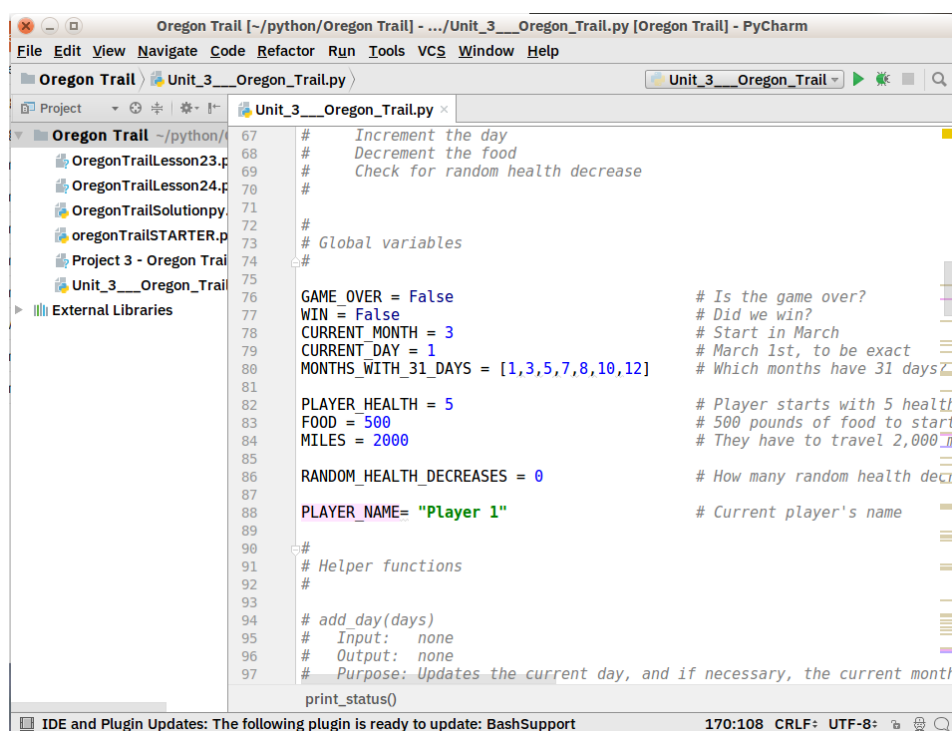 Oregon Trail [~/python/Oregon Trail] - .../Unit_3___Oregon_Trail.py [Oregon Trail] - PyCharm
File Edit View Navigate Code Refactor Run Tools VCS Window Help
Oregon Trail Unit_3___Oregon_Trail.py Unit_3___Oregon_Trail
Project Unit_3___Oregon_Trail.py
Oregon Trail ~/python/
OregonTrailLesson23.p
OregonTrailLesson24.p
OregonTrailSolutionpy.
oregonTrailSTARTER.p
Project 3 - Oregon Trai
Unit_3___Oregon_Trail
External Libraries
67 #     Increment the day
68 #     Decrement the food
69 #     Check for random health decrease
70 #
71
72 #
73 # Global variables
74 #
75
76 GAME_OVER = False # Is the game over?
77 WIN = False # Did we win?
78 CURRENT_MONTH = 3 # Start in March
79 CURRENT_DAY = 1 # March 1st, to be exact
80 MONTHS_WITH_31_DAYS = [1,3,5,7,8,10,12] # Which months have 31 days?
81
82 PLAYER_HEALTH = 5 # Player starts with 5 health
83 FOOD = 500 # 500 pounds of food to start
84 MILES = 2000 # They have to travel 2,000 m
85
86 RANDOM_HEALTH_DECREASES = 0 # How many random health decr
87
88 PLAYER_NAME= "Player 1" # Current player's name
89
90 #
91 # Helper functions
92 #
93
94 # add_day(days)
95 #   Input:   none
96 #   Output:  none
97 #   Purpose: Updates the current day, and if necessary, the current month
print_status()
IDE and Plugin Updates: The following plugin is ready to update: BashSupport 170:108 CRLF: UTF-8: